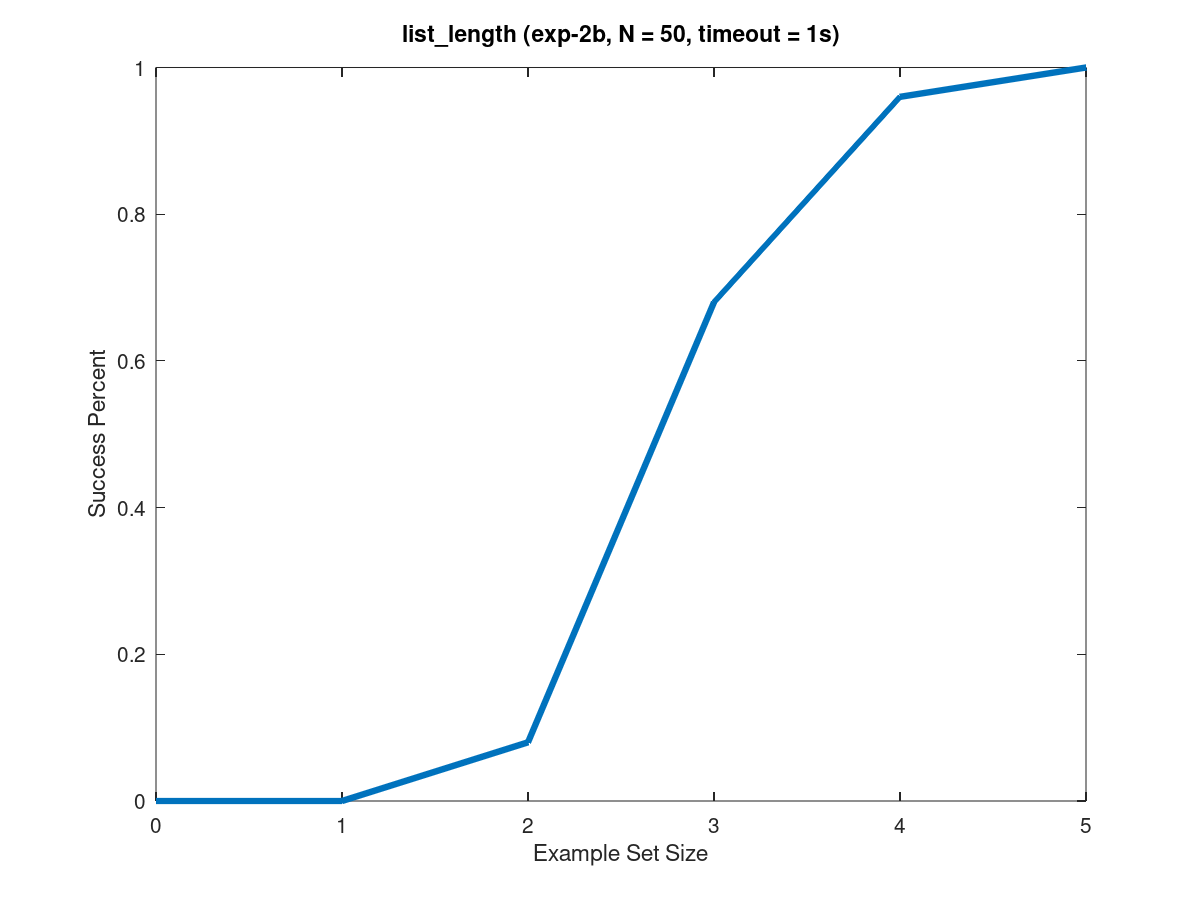 list_length (exp-2b, N = 50, timeout = 1s)
1
0.8
0.6
0.4
0.2
0
Success Percent
0 1 2 3 4 5
Example Set Size